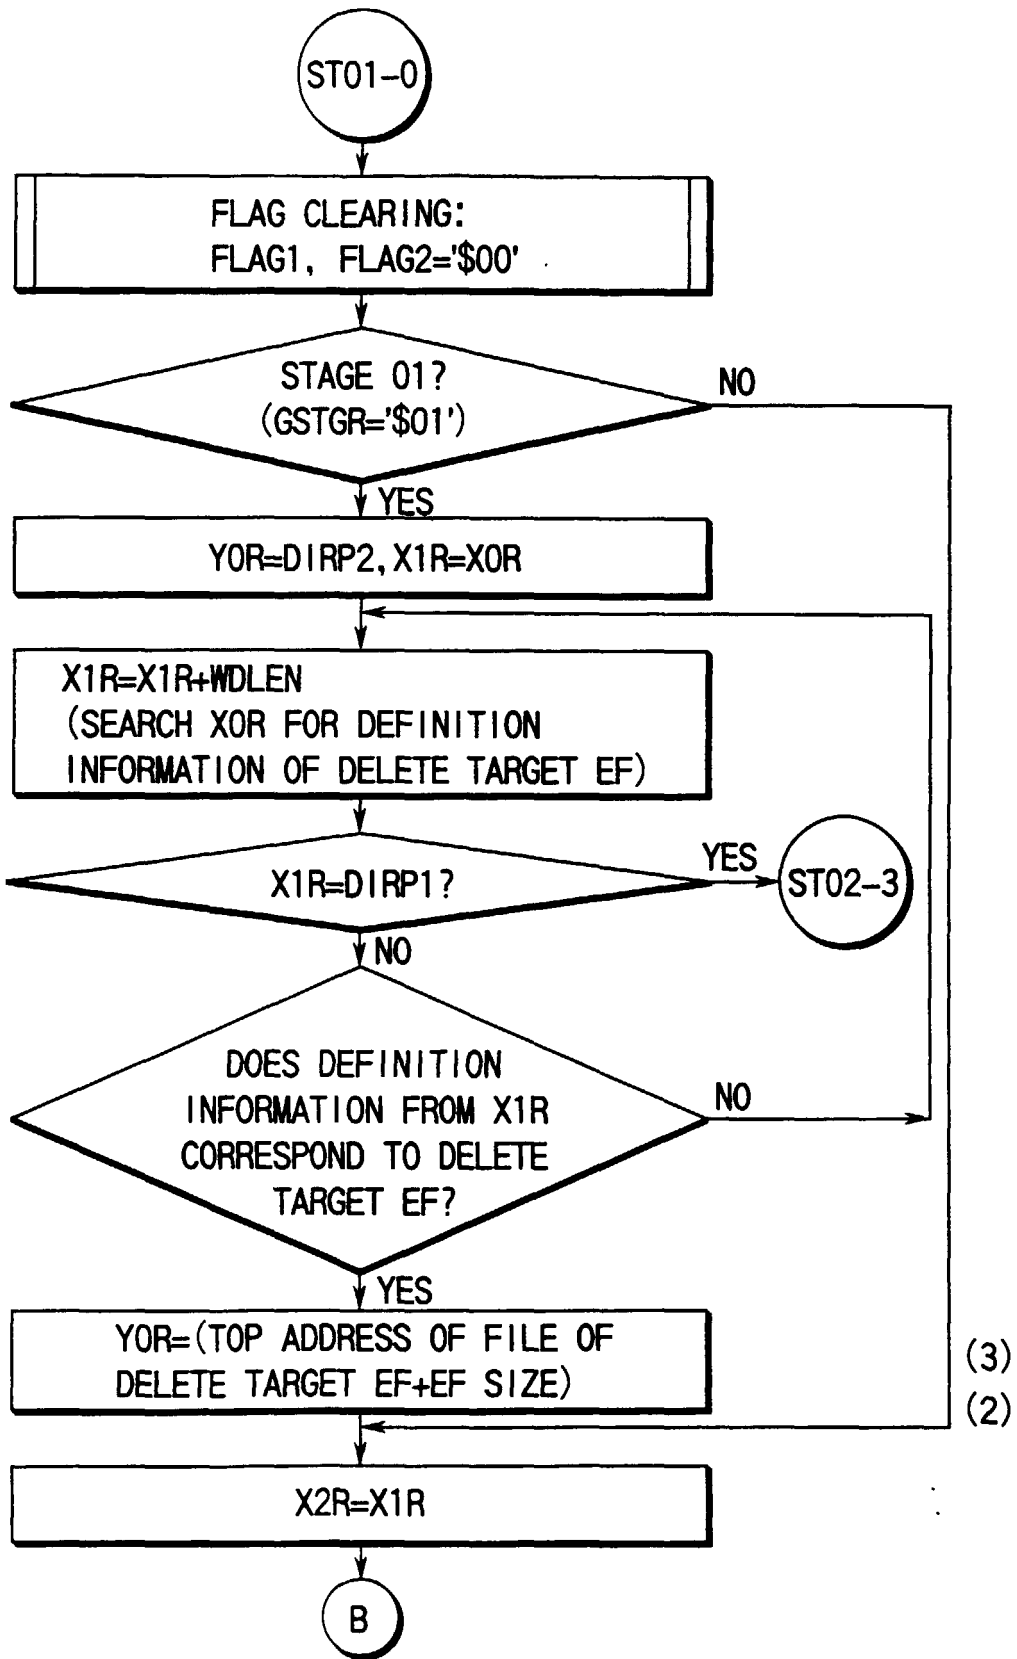 ST01-0
FLAG CLEARING:
FLAG1, FLAG2='$00'
STAGE 01?
(GSTGR='$01')
NO
YES
Y0R=DIRP2,X1R=X0R
X1R=X1R+WDLEN
(SEARCH X0R FOR DEFINITION
INFORMATION OF DELETE TARGET EF)
X1R=DIRP1?
YES
ST02-3
NO
DOES DEFINITION
INFORMATION FROM X1R
CORRESPOND TO DELETE
TARGET EF?
NO
YES
Y0R=(TOP ADDRESS OF FILE OF
DELETE TARGET EF+EF SIZE)
(3)
(2)
X2R=X1R
B